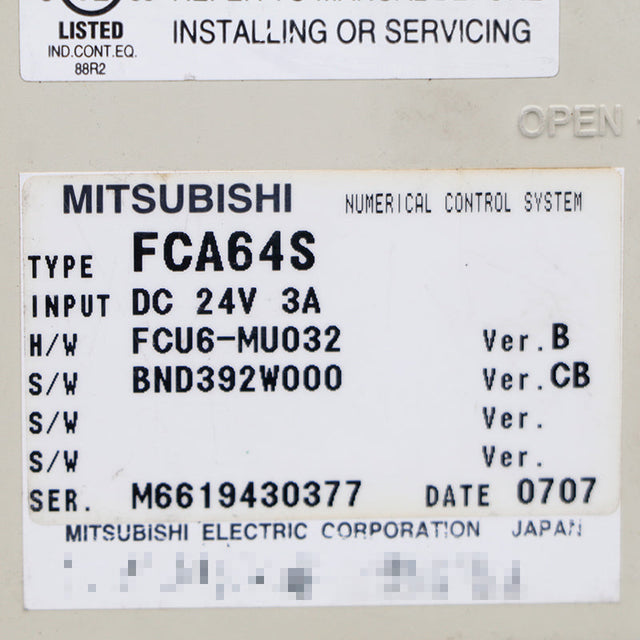 LISTED
IND.CONT.EQ.
88R2
INSTALLING OR SERVICING
OPEN
MITSUBISHI NUMERICAL CONTROL SYSTEM
TYPE FCA64S
INPUT DC 24V 3A
H/W FCU6-MU032 Ver.B
S/W BND392W000 Ver.CB
S/W Ver.
S/W Ver.
SER. M6619430377 DATE 0707
MITSUBISHI ELECTRIC CORPORATION JAPAN